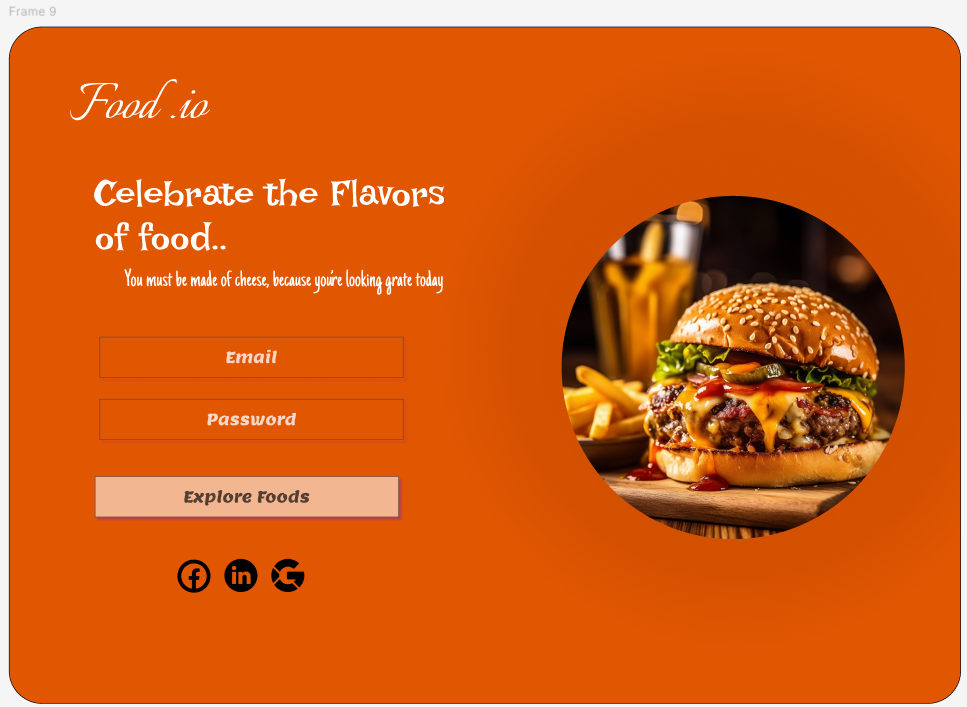 Frame 9
Food .io
Celebrate the Flavors
of food..
You must be made of cheese, because you're looking grate today
Email
Password
Explore Foods
in